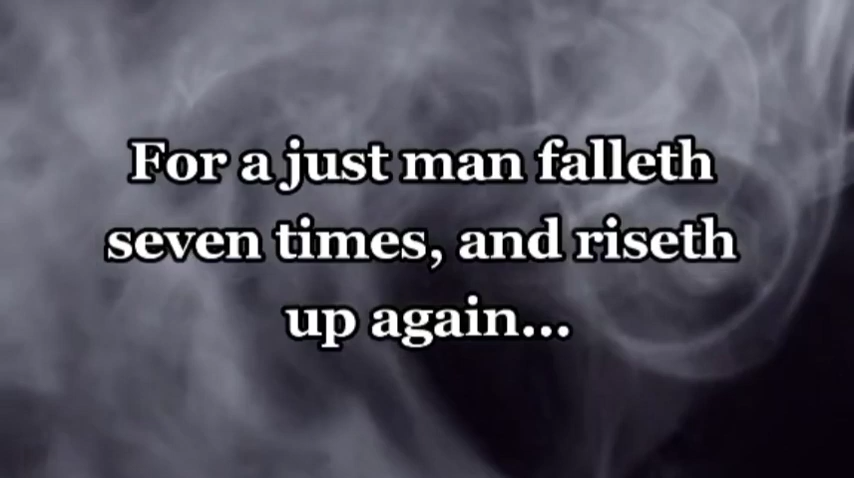 For a just man falleth
seven times, and riseth
up again...